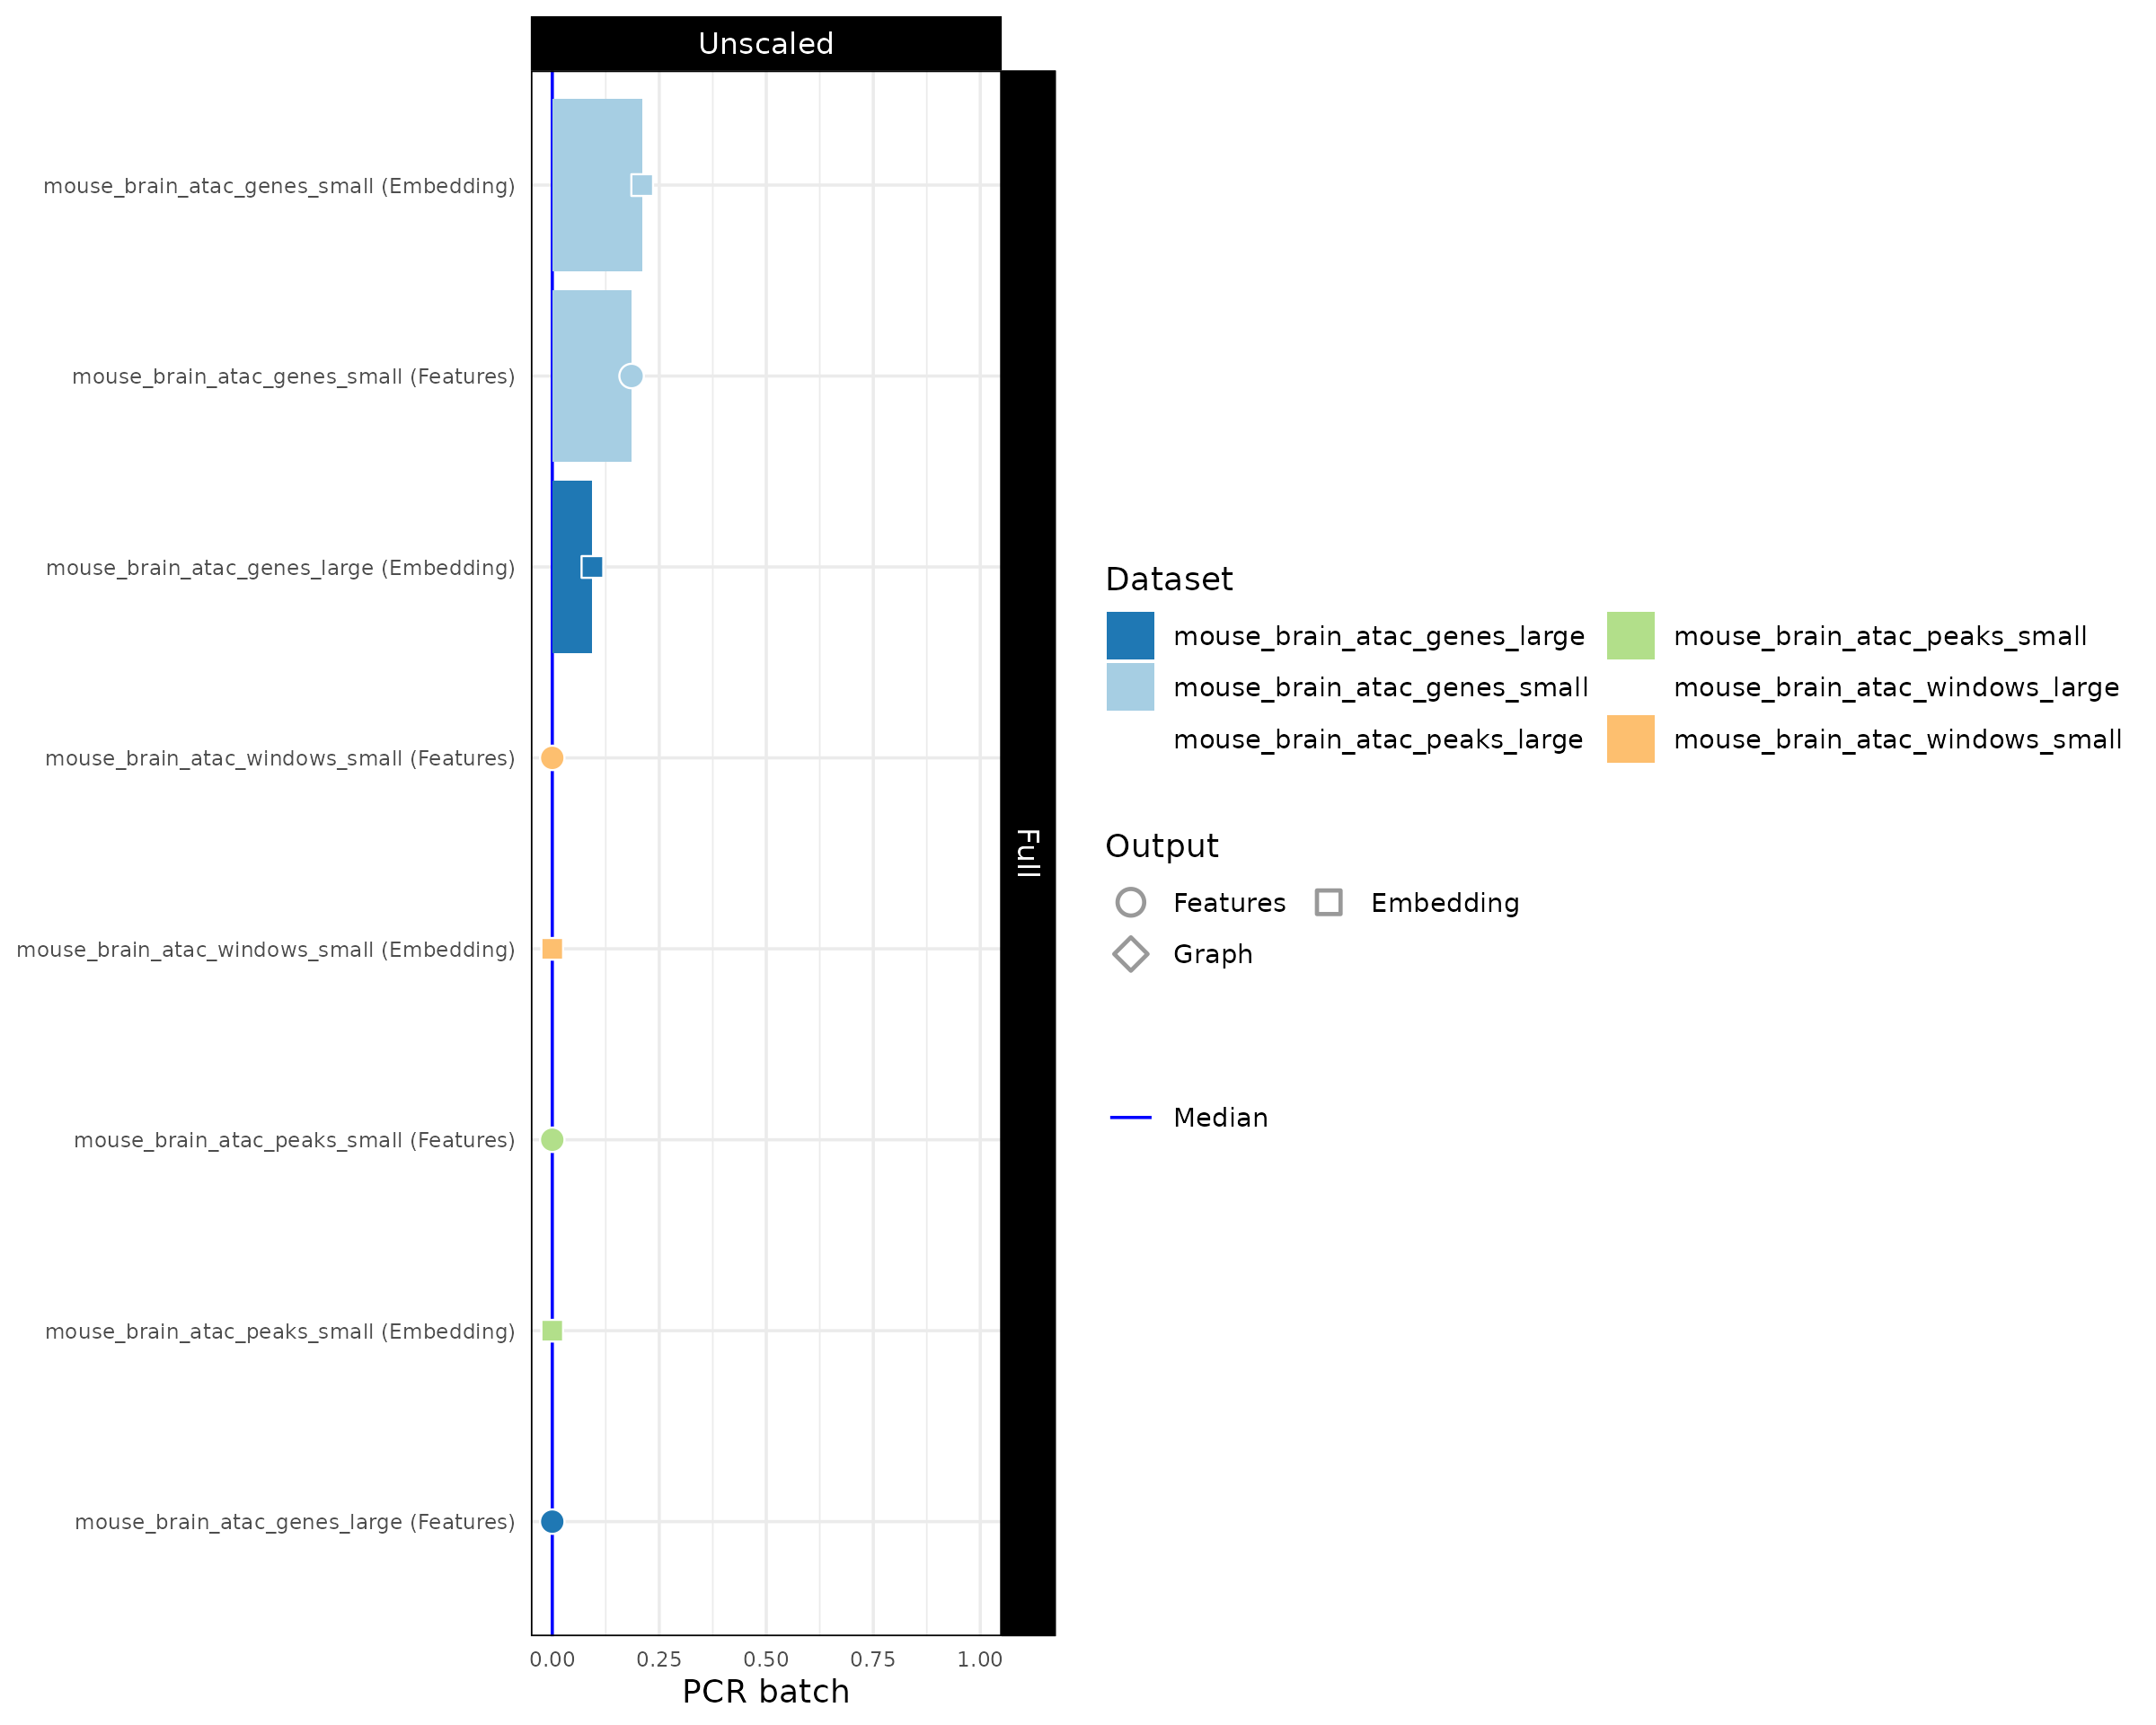 Unscaled
mouse_brain_atac_genes_small (Embedding)
mouse_brain_atac_genes_small (Features)
mouse_brain_atac_genes_large (Embedding)
mouse_brain_atac_windows_small (Features)
mouse_brain_atac_windows_small (Embedding)
mouse_brain_atac_peaks_small (Features)
mouse_brain_atac_peaks_small (Embedding)
mouse_brain_atac_genes_large (Features)
0.00 0.25 0.50 0.75 1.00
PCR batch
Full
Dataset
mouse_brain_atac_genes_large
mouse_brain_atac_genes_small
mouse_brain_atac_peaks_large
mouse_brain_atac_peaks_small
mouse_brain_atac_windows_large
mouse_brain_atac_windows_small
Output
Features Embedding
Graph
Median